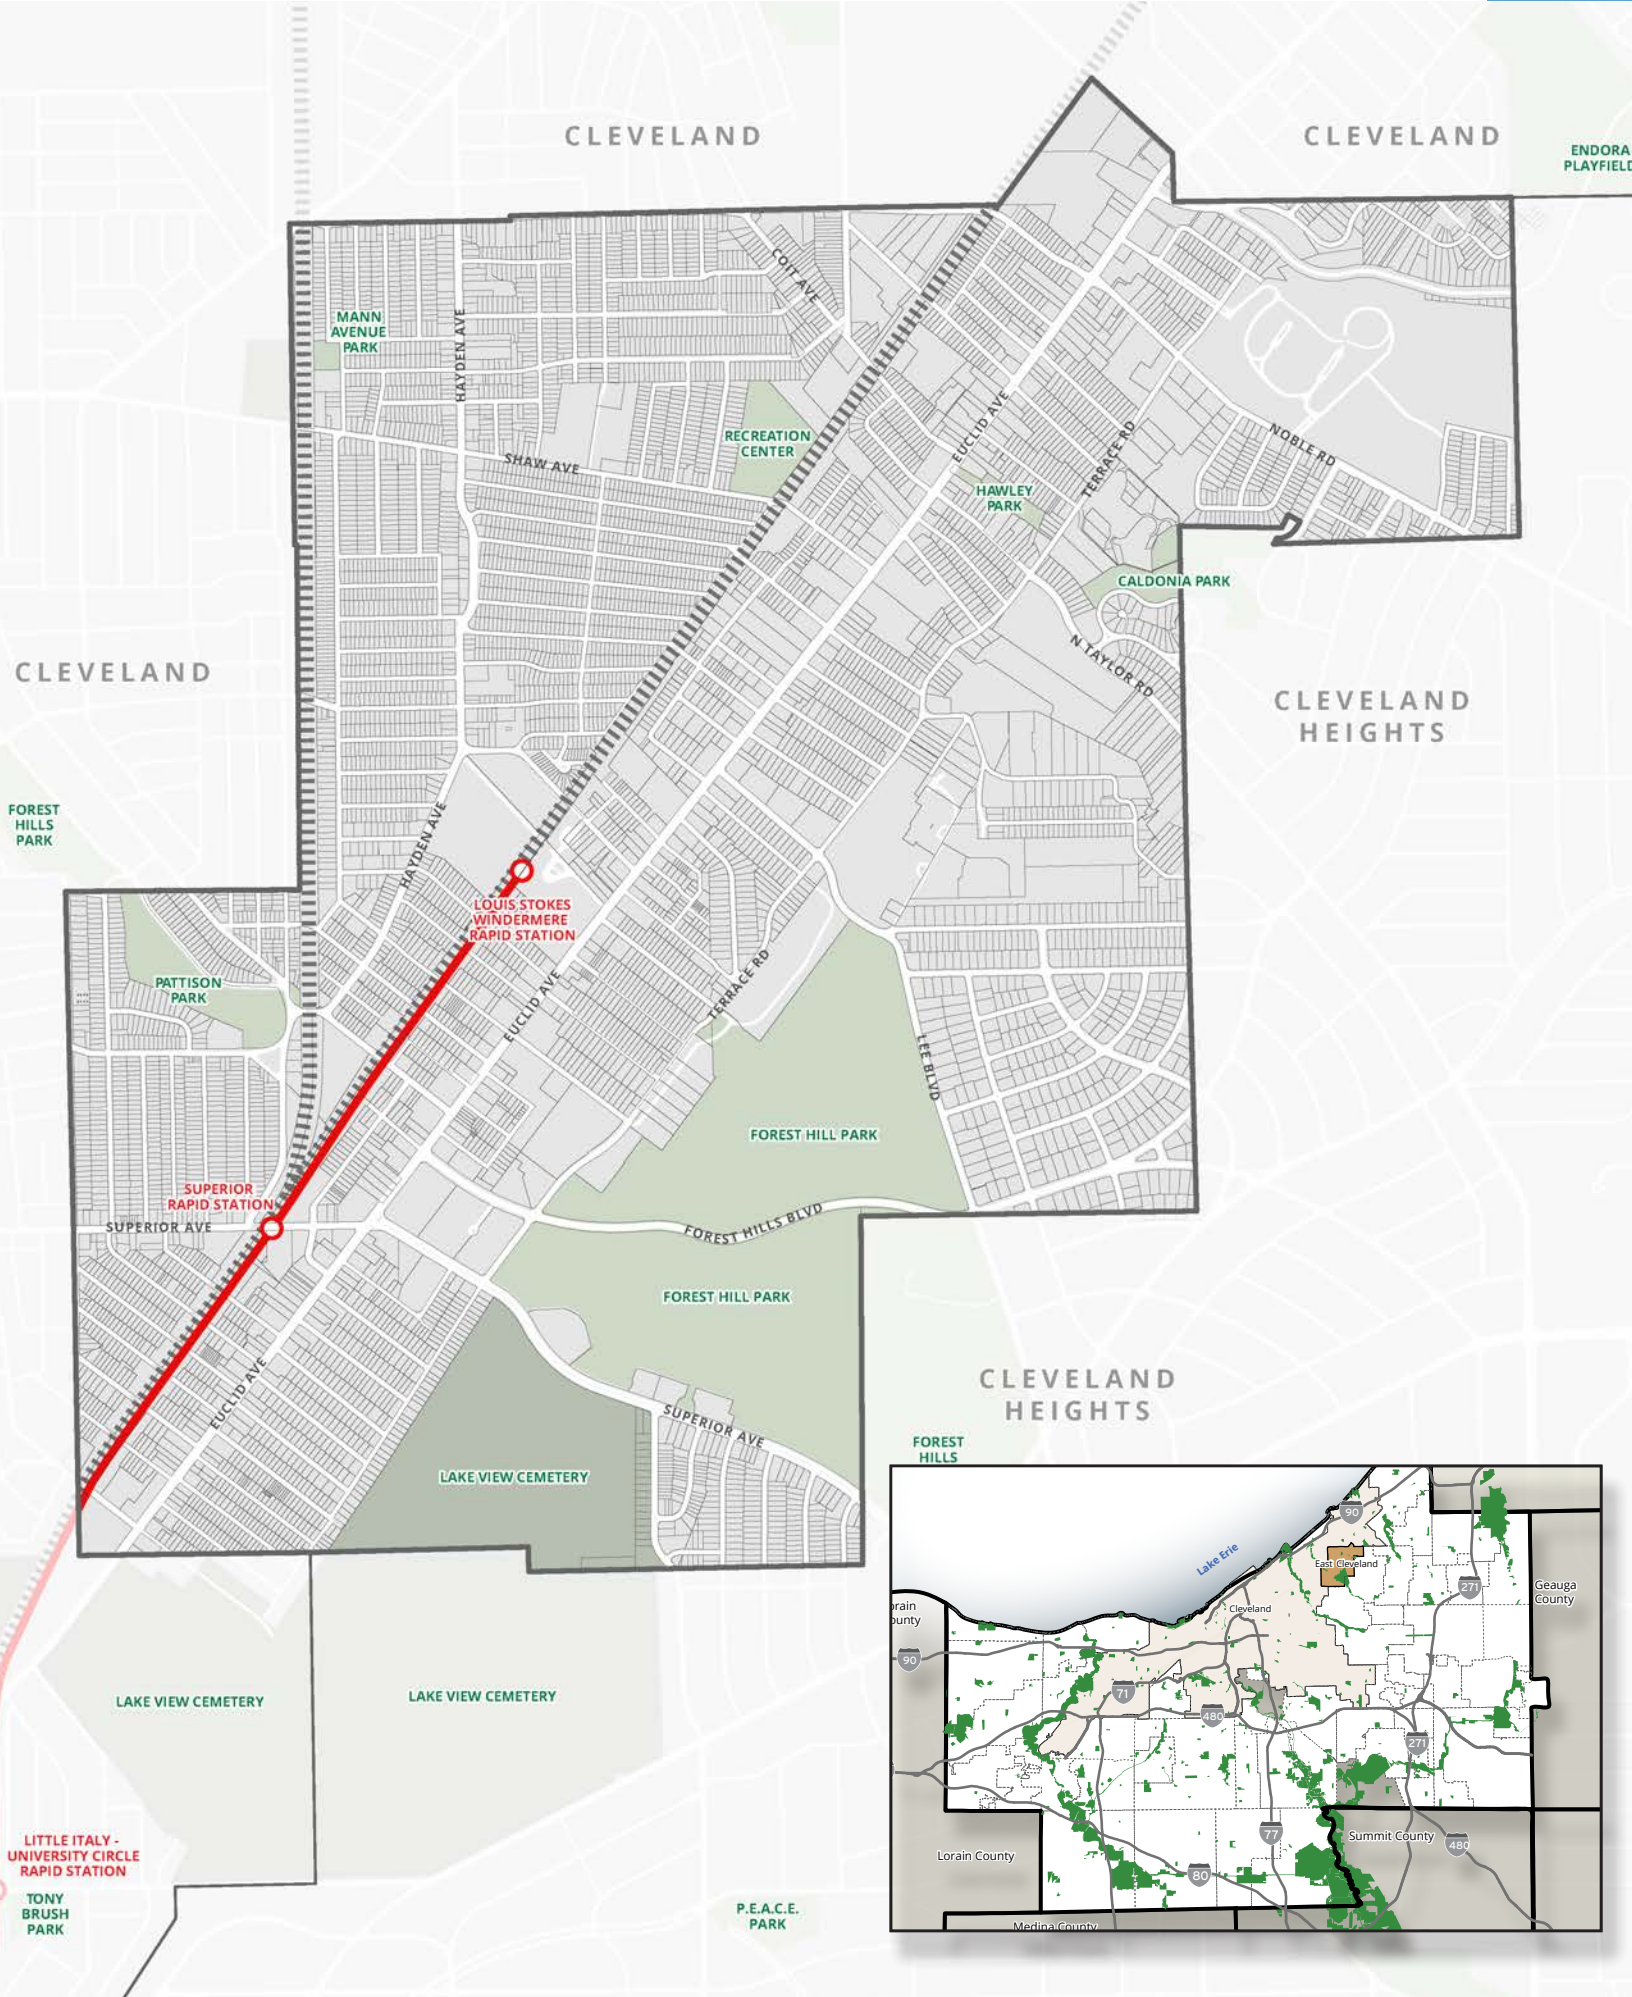 CLEVELAND
CLEVELAND
ENDORA
PLAYFIELD
COIT AVE
MANN
AVENUE
PARK
HAYDEN AVE
RECREATION
CENTER
EUCLID AVE
SHAW AVE
TERRACE RD
NOBLE RD
HAWLEY
PARK
CALDONIA PARK
CLEVELAND
N TAYLOR RD
CLEVELAND
HEIGHTS
FOREST
HILLS
PARK
HAYDEN AVE
LOUIS STOKES
WINDERMERE
RAPID STATION
PATTISON
PARK
EUCLID AVE
TERRACE RD
LEE BLVD
FOREST HILL PARK
SUPERIOR
RAPID STATION
SUPERIOR AVE
FOREST HILLS BLVD
FOREST HILL PARK
EUCLID AVE
CLEVELAND
HEIGHTS
SUPERIOR AVE
FOREST
HILLS
LAKE VIEW CEMETERY
LAKE VIEW CEMETERY
LAKE VIEW CEMETERY
LITTLE ITALY -
UNIVERSITY CIRCLE
RAPID STATION
TONY
BRUSH
PARK
P.E.A.C.E.
PARK
90
Lake Erie
East Cleveland
271
Geauga
County
orain
ounty
Cleveland
90
71
480
271
77
Summit County
480
Lorain County
80
Medina County